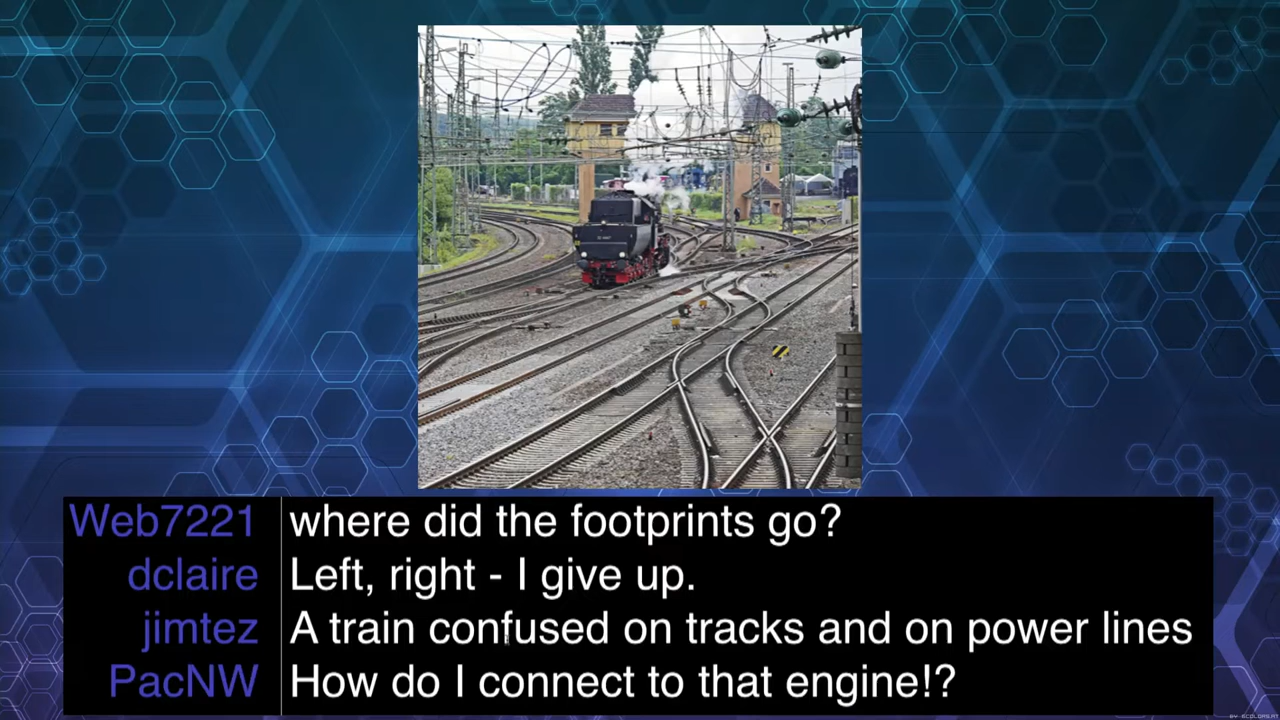 Web7221 where did the footprints go?
dclaire Left, right - I give up.
jimtez A train confused on tracks and on power lines
PacNW How do I connect to that engine!?